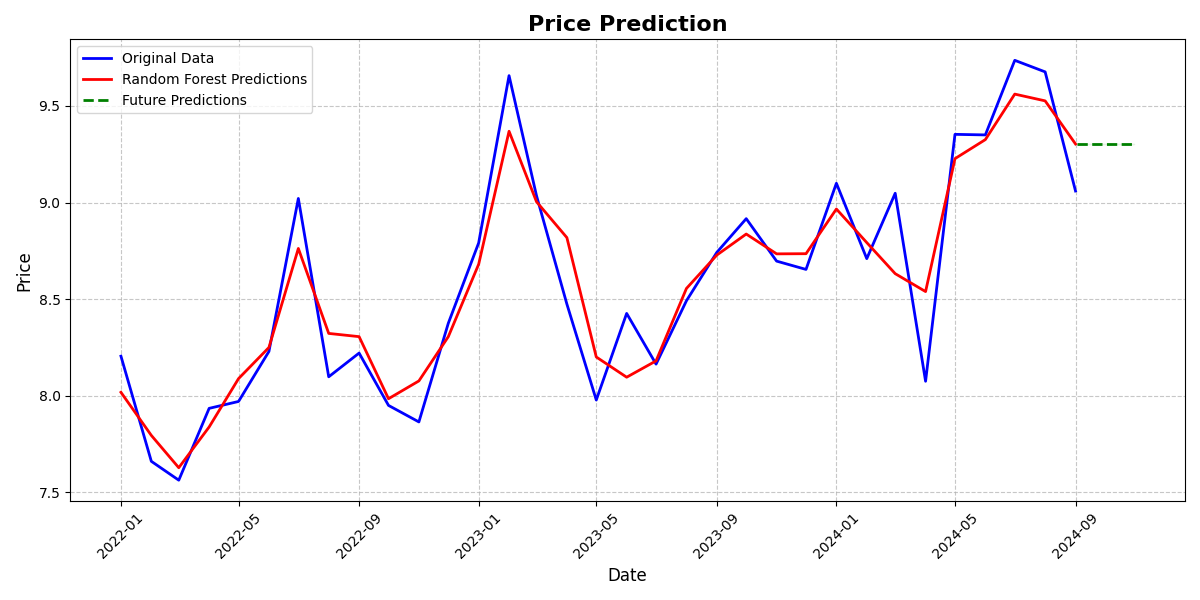 Price Prediction
Original Data
Random Forest Predictions
Future Predictions
Price
9.5
9.0
8.5
8.0
7.5
2022-01
2022-05
2022-09
2023-01
2023-05
2023-09
2024-01
2024-05
2024-09
Date